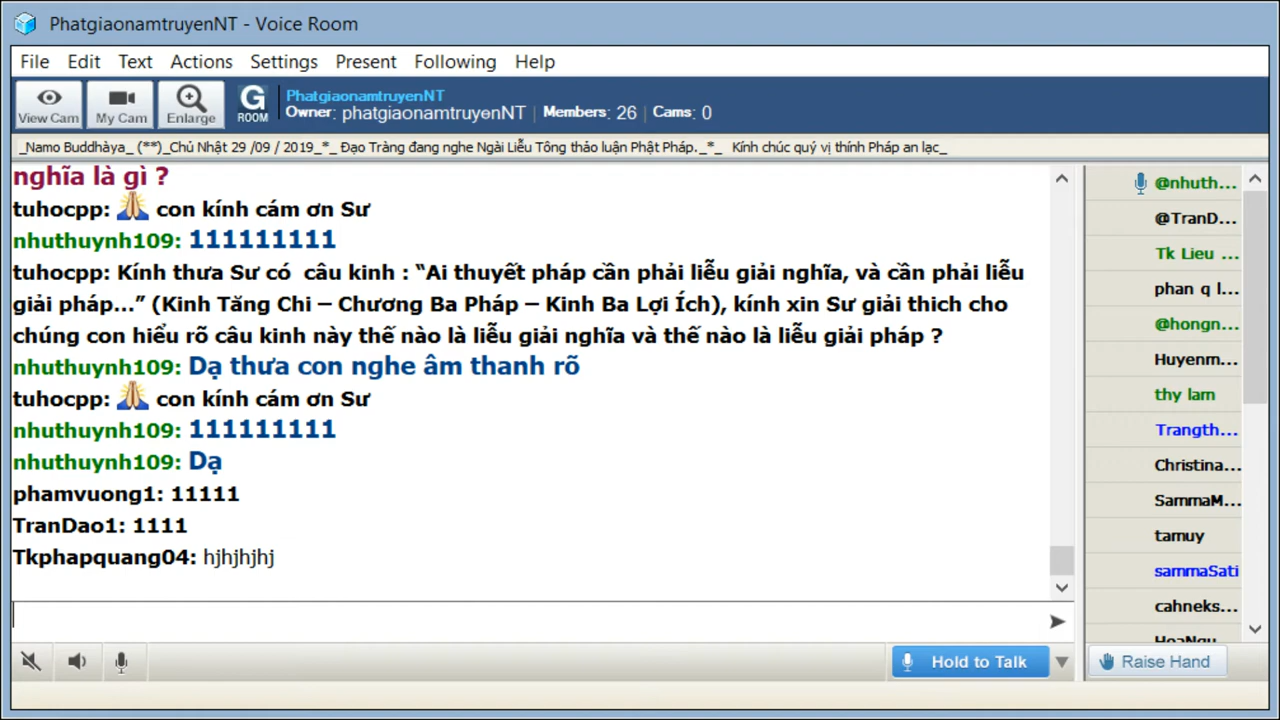 PhatgiaonamtruyenNT - Voice Room
File Edit Text Actions Settings Present Following Help
View Cam My Cam Enlarge G ROOM
PhatgiaonamtruyenNT
Owner: phatgiaonamtruyenNT | Members: 26 | Cams: 0
_Namo Buddhàya_ (**)_Chủ Nhật 29 /09 / 2019_*_ Đạo Tràng đang nghe Ngài Liễu Tông thảo luận Phật Pháp._*_ Kính chúc quý vị thính Pháp an lạc_
nghĩa là gì ?
tuhocpp: 🙏 con kính cám ơn Sư
nhuthuynh109: 111111111
tuhocpp: Kính thưa Sư có câu kinh : “Ai thuyết pháp cần phải liễu giải nghĩa, và cần phải liễu
giải pháp...” (Kinh Tăng Chi – Chương Ba Pháp – Kinh Ba Lợi Ích), kính xin Sư giải thich cho
chúng con hiểu rõ câu kinh này thế nào là liễu giải nghĩa và thế nào là liễu giải pháp ?
nhuthuynh109: Dạ thưa con nghe âm thanh rõ
tuhocpp: 🙏 con kính cám ơn Sư
nhuthuynh109: 111111111
nhuthuynh109: Dạ
phamvuong1: 11111
TranDao1: 1111
Tkphapquang04: hjhjhjhj
@nhuth...
@TranD...
Tk Lieu ...
phan q l...
@hongn...
Huyenm...
thy lam
Trangth...
Christina...
SammaM...
tamuy
sammaSati
cahneks...
HoaNgu
Hold to Talk
Raise Hand